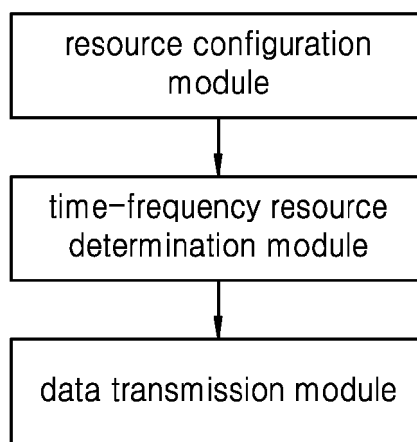 resource configuration
module
time-frequency resource
determination module
data transmission module